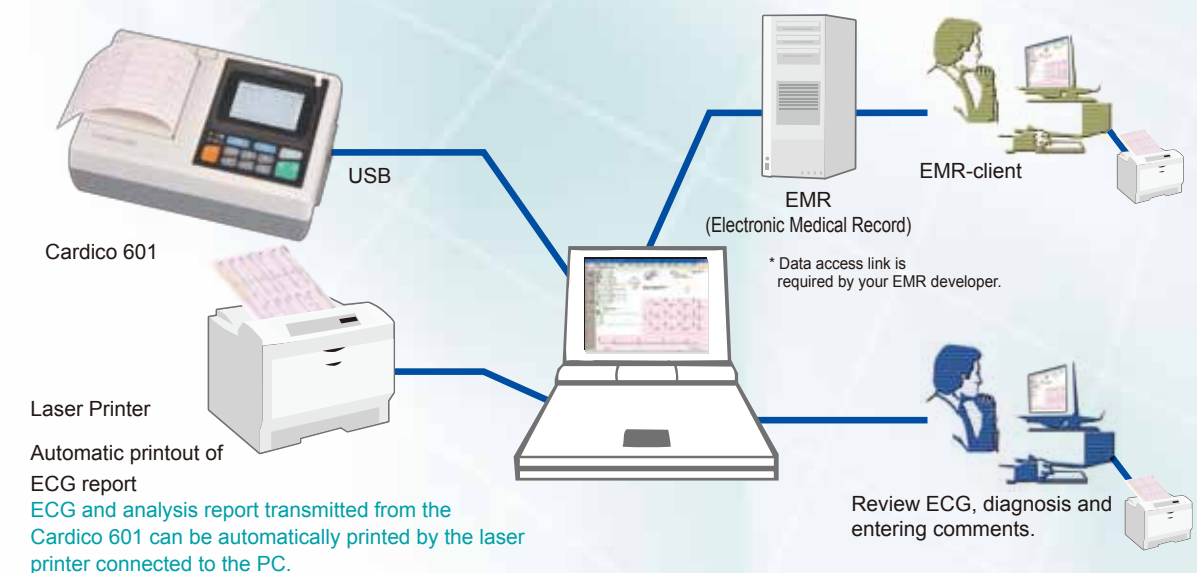 USB
Cardico 601
EMR
(Electronic Medical Record)
* Data access link is
required by your EMR developer.
EMR-client
Laser Printer
Automatic printout of
ECG report
ECG and analysis report transmitted from the
Cardico 601 can be automatically printed by the laser
printer connected to the PC.
Review ECG, diagnosis and
entering comments.